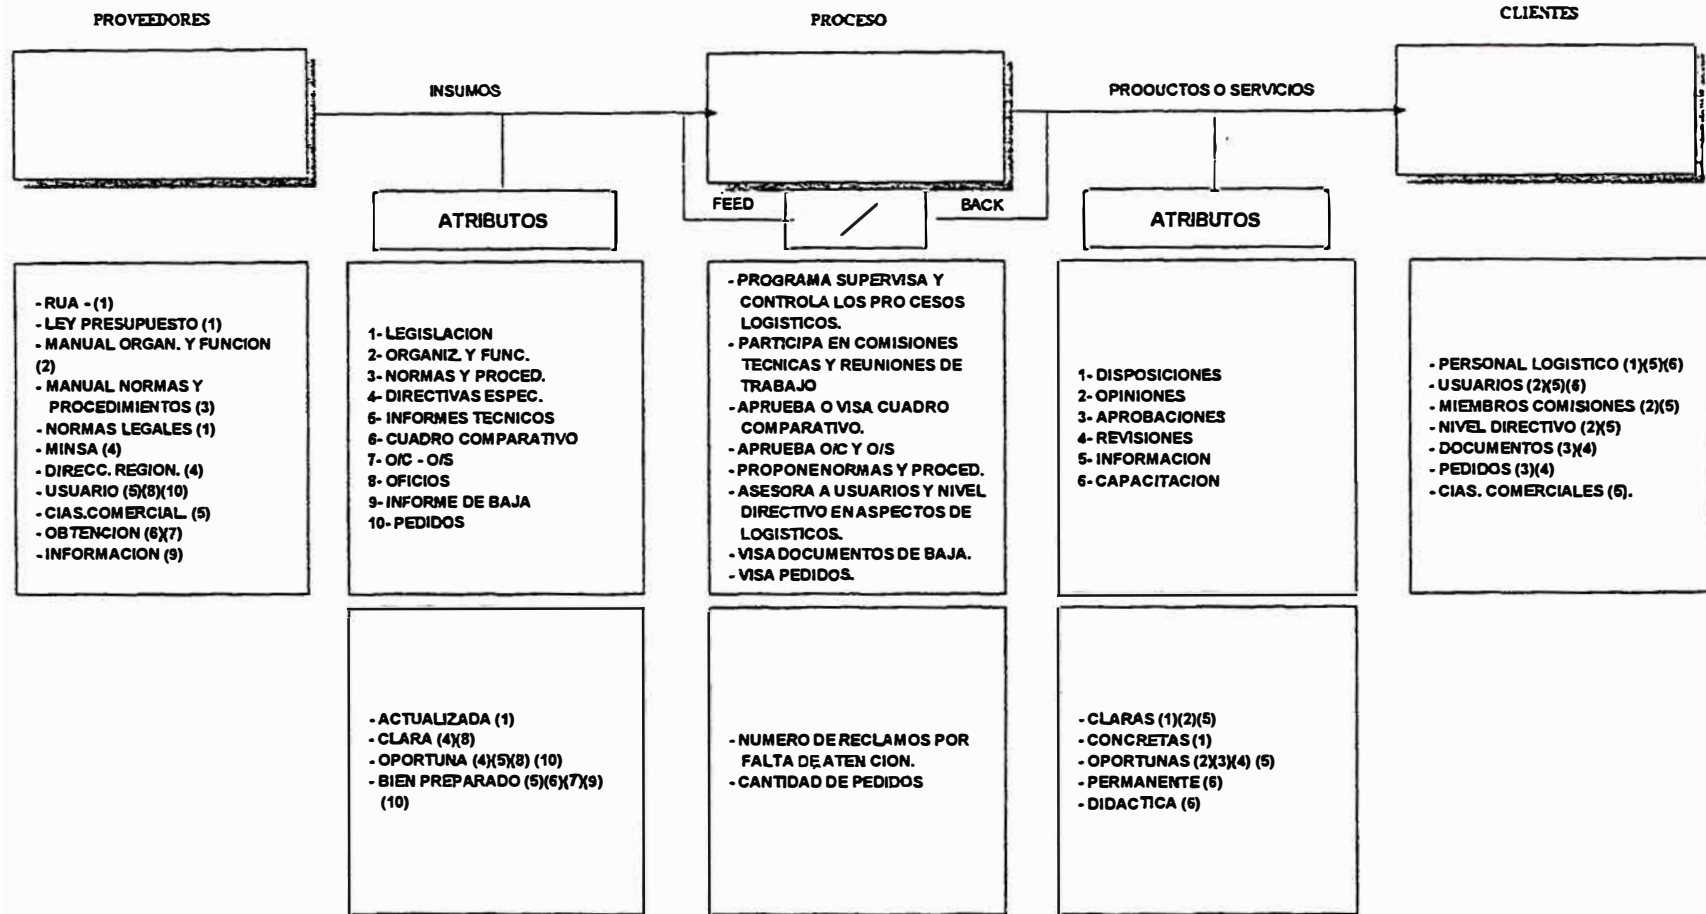 PROVEEDORES
PROCESO
CLIENTES
INSUMOS
PRODUCTOS O SERVICIOS
FEED
BACK
ATRIBUTOS
ATRIBUTOS
- RUA - (1)
- LEY PRESUPUESTO (1)
- MANUAL ORGAN. Y FUNCION
(2)
- MANUAL NORMAS Y
PROCEDIMIENTOS (3)
- NORMAS LEGALES (1)
- MINSA (4)
- DIRECC. REGION. (4)
- USUARIO (5)(8)(10)
- CIAS.COMERCIAL. (5)
- OBTENCION (6)(7)
- INFORMACION (9)
1- LEGISLACION
2- ORGANIZ. Y FUNC.
3- NORMAS Y PROCED.
4- DIRECTIVAS ESPEC.
5- INFORMES TECNICOS
6- CUADRO COMPARATIVO
7- O/C - O/S
8- OFICIOS
9- INFORME DE BAJA
10- PEDIDOS
- PROGRAMA SUPERVISA Y
CONTROLA LOS PRO CESOS
LOGISTICOS.
- PARTICIPA EN COMISIONES
TECNICAS Y REUNIONES DE
TRABAJO
- APRUEBA O VISA CUADRO
COMPARATIVO.
- APRUEBA O/C Y O/S
- PROPONE NORMAS Y PROCED.
- ASESORA A USUARIOS Y NIVEL
DIRECTIVO EN ASPECTOS DE
LOGISTICOS.
- VISA DOCUMENTOS DE BAJA.
- VISA PEDIDOS.
1- DISPOSICIONES
2- OPINIONES
3- APROBACIONES
4- REVISIONES
5- INFORMACION
6- CAPACITACION
- PERSONAL LOGISTICO (1)(5)(6)
- USUARIOS (2)(5)(6)
- MIEMBROS COMISIONES (2)(5)
- NIVEL DIRECTIVO (2)(5)
- DOCUMENTOS (3)(4)
- PEDIDOS (3)(4)
- CIAS. COMERCIALES (5).
- ACTUALIZADA (1)
- CLARA (4)(8)
- OPORTUNA (4)(5)(8) (10)
- BIEN PREPARADO (5)(6)(7)(9)
(10)
- NUMERO DE RECLAMOS POR
FALTA DE ATEN CION.
- CANTIDAD DE PEDIDOS
- CLARAS (1)(2)(5)
- CONCRETAS (1)
- OPORTUNAS (2)(3)(4) (5)
- PERMANENTE (6)
- DIDACTICA (6)